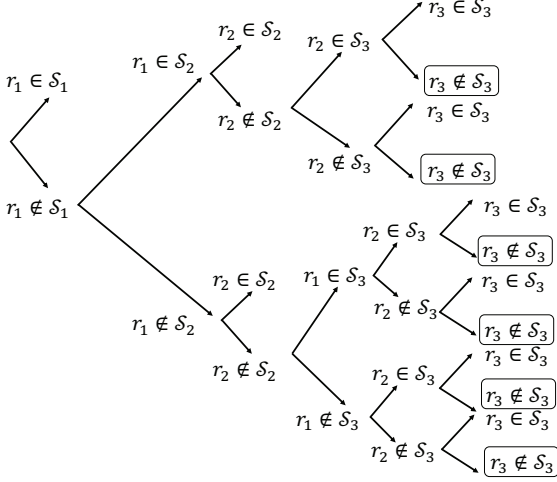 r₃ ∈ 𝒮₃
r₂ ∈ 𝒮₂
r₂ ∈ 𝒮₃
r₁ ∈ 𝒮₂
r₁ ∈ 𝒮₁
r₃ ∉ 𝒮₃
r₃ ∈ 𝒮₃
r₂ ∉ 𝒮₂
r₂ ∉ 𝒮₃
r₃ ∉ 𝒮₃
r₁ ∉ 𝒮₁
r₃ ∈ 𝒮₃
r₂ ∈ 𝒮₃
r₃ ∉ 𝒮₃
r₂ ∈ 𝒮₂
r₁ ∈ 𝒮₃
r₃ ∈ 𝒮₃
r₂ ∉ 𝒮₃
r₁ ∉ 𝒮₂
r₃ ∉ 𝒮₃
r₃ ∈ 𝒮₃
r₂ ∉ 𝒮₂
r₂ ∈ 𝒮₃
r₃ ∉ 𝒮₃
r₁ ∉ 𝒮₃
r₃ ∈ 𝒮₃
r₂ ∉ 𝒮₃
r₃ ∉ 𝒮₃